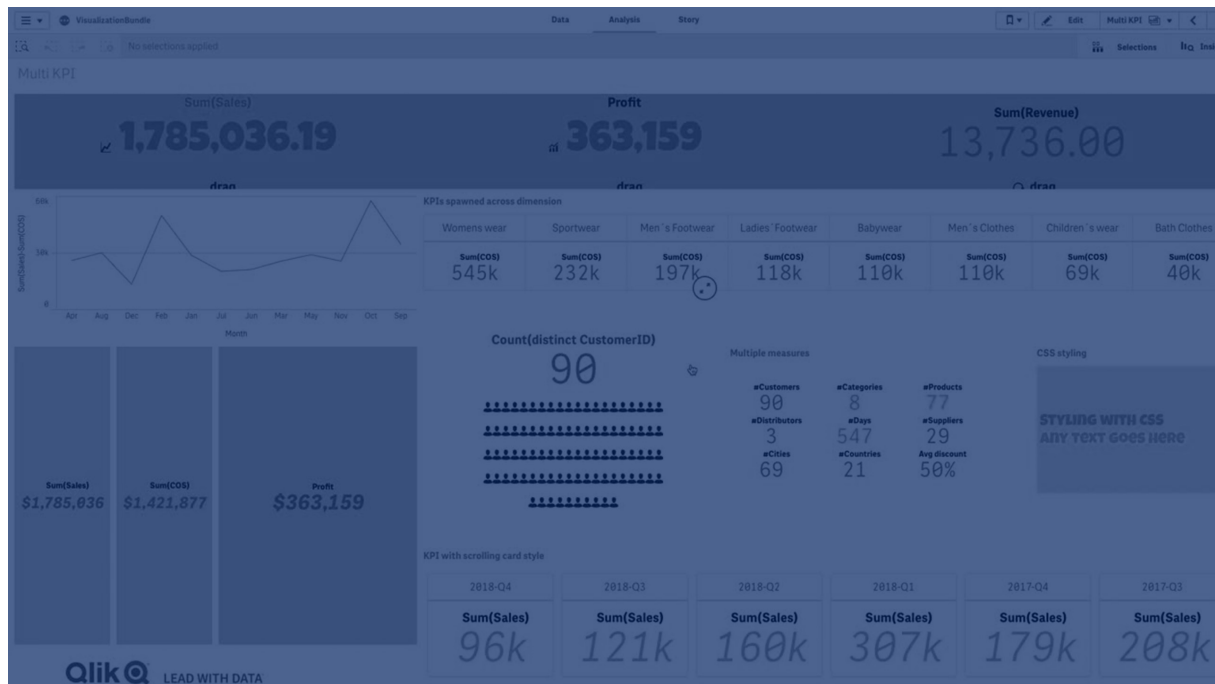 VisualizationBundle Data Analysis Story Edit Multi KPI
No selections applied Selections Insi
Multi KPI
Sum(Sales) Profit Sum(Revenue)
1,785,036.19 363,159 13,736.00
drag drag drag
KPIs spawned across dimension
Womens wear Sportwear Men´s Footwear Ladies´Footwear Babywear Men´s Clothes Children´s wear Bath Clothes
Sum(COS) Sum(COS) Sum(COS) Sum(COS) Sum(COS) Sum(COS) Sum(COS) Sum(COS)
545k 232k 197k 118k 110k 110k 69k 40k
Sum(Sales)-Sum(COS)
50k
0
Apr Aug Dec Feb Jan Jul Jun Mar May Nov Oct Sep
Month
Count(distinct CustomerID)
90
Multiple measures
#Customers #Categories #Products
90 8 77
#Distributors #Days #Suppliers
3 547 29
#Cities #Countries Avg discount
69 21 50%
CSS styling
STYLING WITH CSS
ANY TEXT GOES HERE
Sum(Sales) Sum(COS) Profit
$1,785,036 $1,421,877 $363,159
KPI with scrolling card style
2018-Q4 2018-Q3 2018-Q2 2018-Q1 2017-Q4 2017-Q3
Sum(Sales) Sum(Sales) Sum(Sales) Sum(Sales) Sum(Sales) Sum(Sales)
96k 121k 160k 307k 179k 208k
Qlik LEAD WITH DATA